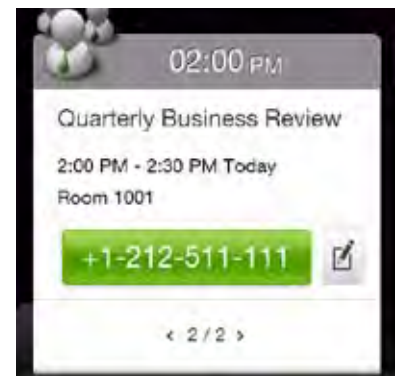 02:00 PM
Quarterly Business Review
2:00 PM - 2:30 PM Today
Room 1001
+1-212-511-111
< 2 / 2 >